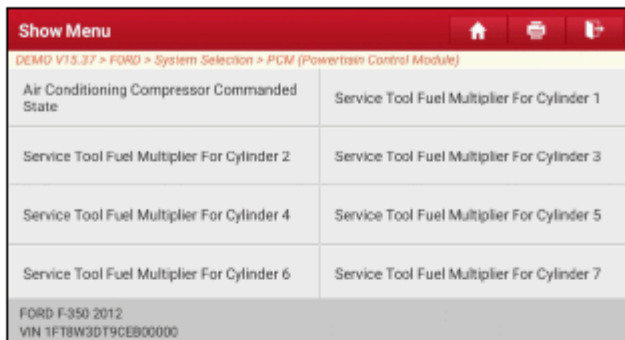 Show Menu
DEMO V15.37 > FORD > System Selection > PCM (Powertrain Control Module)
Air Conditioning Compressor Commanded
State
Service Tool Fuel Multiplier For Cylinder 1
Service Tool Fuel Multiplier For Cylinder 2
Service Tool Fuel Multiplier For Cylinder 3
Service Tool Fuel Multiplier For Cylinder 4
Service Tool Fuel Multiplier For Cylinder 5
Service Tool Fuel Multiplier For Cylinder 6
Service Tool Fuel Multiplier For Cylinder 7
FORD F-350 2012
VIN 1FT8W3DT9CEB00000